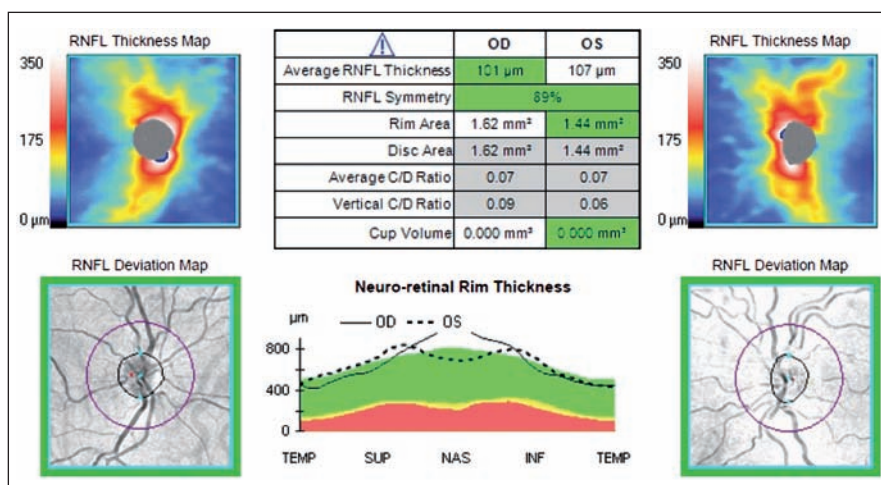 RNFL Thickness Map
350
175
0 μm
OD OS
Average RNFL Thickness 101 μm 107 μm
RNFL Symmetry 89%
Rim Area 1.62 mm² 1.44 mm²
Disc Area 1.62 mm² 1.44 mm²
Average C/D Ratio 0.07 0.07
Vertical C/D Ratio 0.09 0.06
Cup Volume 0.000 mm³ 0.000 mm³
RNFL Thickness Map
350
175
0 μm
RNFL Deviation Map
Neuro-retinal Rim Thickness
μm
OD OS
800
400
0
TEMP SUP NAS INF TEMP
RNFL Deviation Map